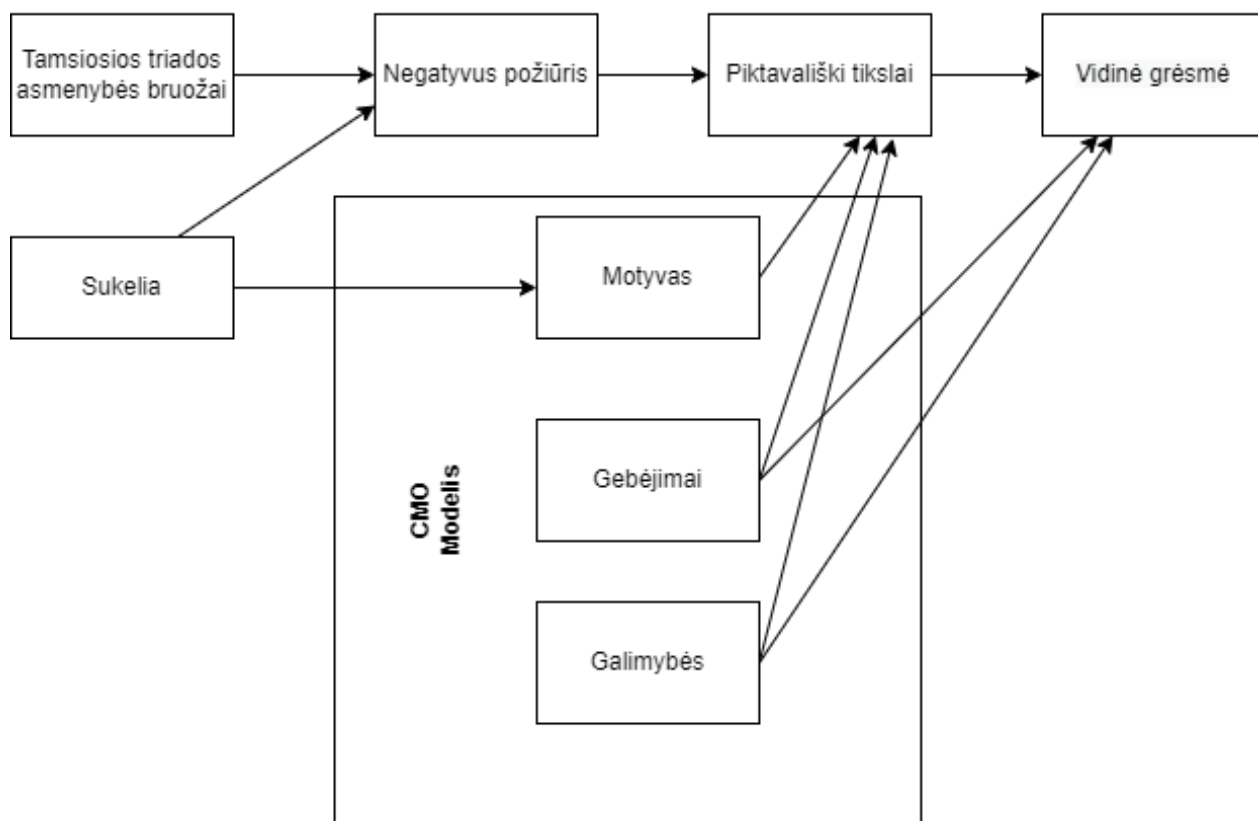 Tamsiosios triados
asmenybės bruožai
Negatyvus požiūris
Piktavališki tikslai
Vidinė grėsmė
Sukelia
Motyvas
Gebėjimai
CMO
Modelis
Galimybės